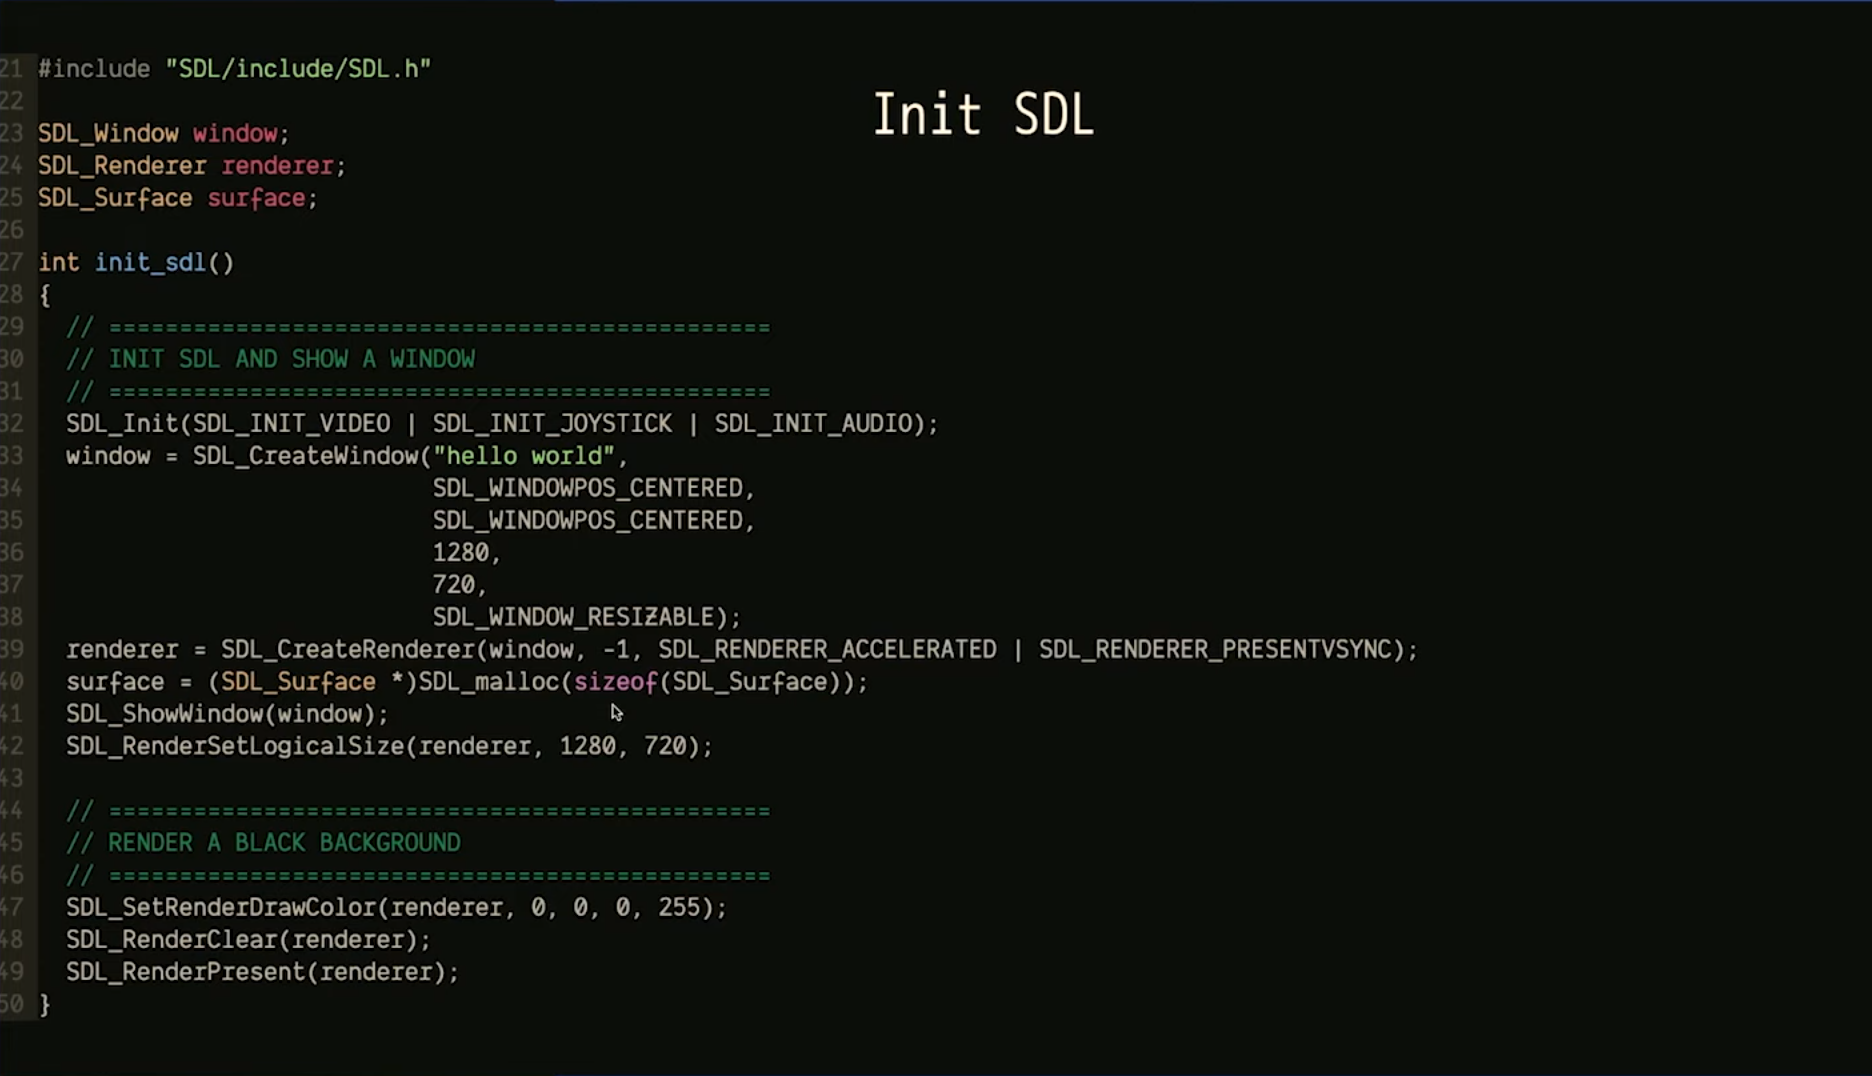 Init SDL
21 #include "SDL/include/SDL.h"
22
23 SDL_Window window;
24 SDL_Renderer renderer;
25 SDL_Surface surface;
26
27 int init_sdl()
28 {
29 // ===============================================
30 // INIT SDL AND SHOW A WINDOW
31 // ===============================================
32 SDL_Init(SDL_INIT_VIDEO | SDL_INIT_JOYSTICK | SDL_INIT_AUDIO);
33 window = SDL_CreateWindow("hello world",
34 SDL_WINDOWPOS_CENTERED,
35 SDL_WINDOWPOS_CENTERED,
36 1280,
37 720,
38 SDL_WINDOW_RESIZABLE);
39 renderer = SDL_CreateRenderer(window, -1, SDL_RENDERER_ACCELERATED | SDL_RENDERER_PRESENTVSYNC);
40 surface = (SDL_Surface *)SDL_malloc(sizeof(SDL_Surface));
41 SDL_ShowWindow(window);
42 SDL_RenderSetLogicalSize(renderer, 1280, 720);
43
44 // ===============================================
45 // RENDER A BLACK BACKGROUND
46 // ===============================================
47 SDL_SetRenderDrawColor(renderer, 0, 0, 0, 255);
48 SDL_RenderClear(renderer);
49 SDL_RenderPresent(renderer);
50 }